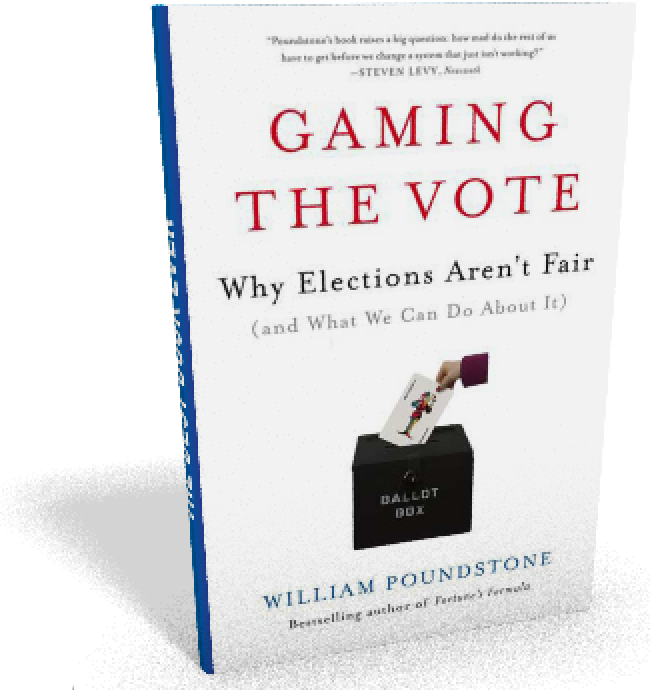 "Poundstone's book raises a big question: how mad do the rest of us
have to get before we change a system that just isn't working?"
—STEVEN LEVY, Newsweek
GAMING
THE VOTE
Why Elections Aren't Fair
(and What We Can Do About It)
BALLOT
BOX
WILLIAM POUNDSTONE
Bestselling author of Fortune's Formula